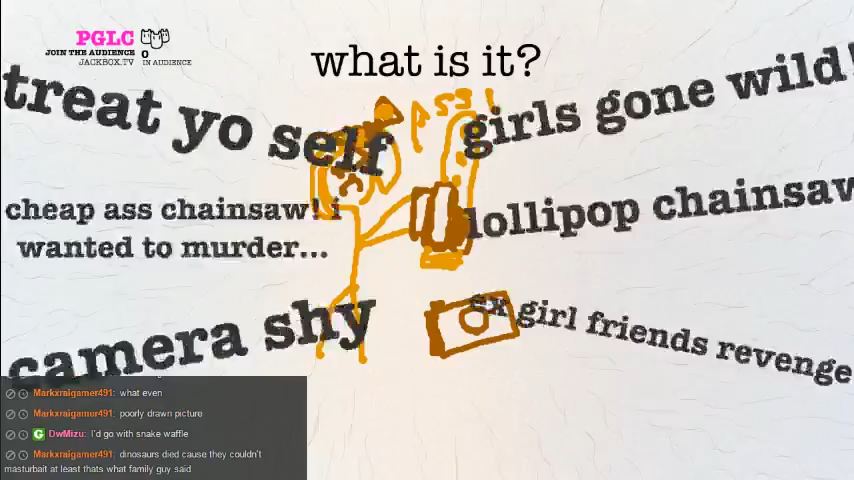 PGLC
JOIN THE AUDIENCE
JACKBOX.TV
0
IN AUDIENCE
what is it?
treat yo self
girls gone wild!
cheap ass chainsaw! i
wanted to murder...
lollipop chainsaw
camera shy
ex girl friends revenge
Markxraigamer491: what even
Markxraigamer491: poorly drawn picture
G DwMizu: I'd go with snake waffle
Markxraigamer491: dinosaurs died cause they couldn't
masturbait at least thats what family guy said